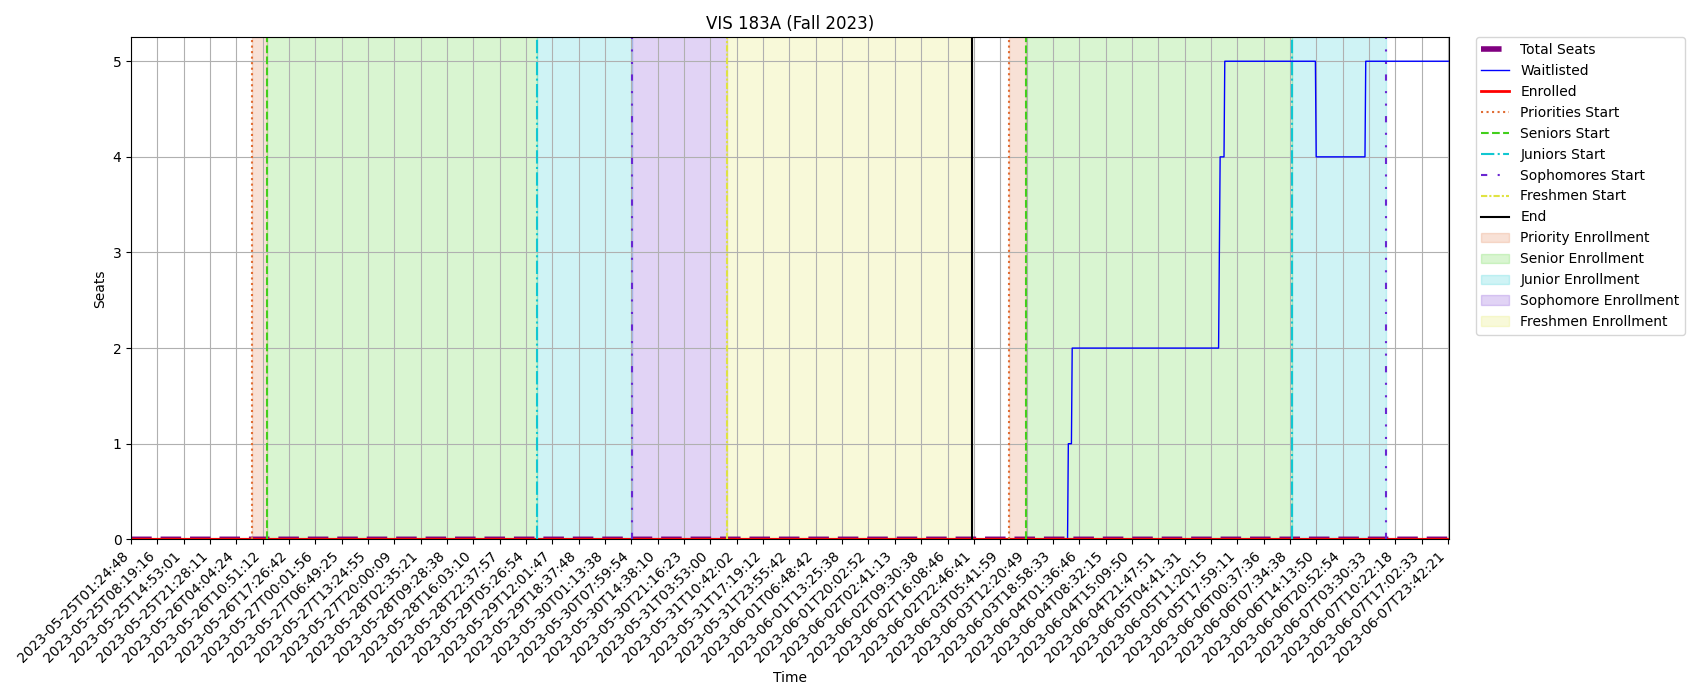 VIS 183A (Fall 2023)
5
4
3
2
1
0
Seats
2023-05-25T01:24:48
2023-05-25T08:19:16
2023-05-25T14:53:01
2023-05-25T21:28:11
2023-05-26T04:04:24
2023-05-26T10:51:12
2023-05-26T17:26:42
2023-05-27T00:01:56
2023-05-27T06:49:25
2023-05-27T13:24:55
2023-05-27T20:00:09
2023-05-28T02:35:21
2023-05-28T09:28:38
2023-05-28T16:03:10
2023-05-28T22:37:57
2023-05-29T05:26:54
2023-05-29T12:01:47
2023-05-29T18:37:48
2023-05-30T01:13:38
2023-05-30T07:59:54
2023-05-30T14:38:10
2023-05-30T21:16:23
2023-05-31T03:53:00
2023-05-31T10:42:02
2023-05-31T17:19:12
2023-05-31T23:55:42
2023-06-01T06:48:42
2023-06-01T13:25:38
2023-06-01T20:02:52
2023-06-02T02:41:13
2023-06-02T09:30:38
2023-06-02T16:08:46
2023-06-02T22:46:41
2023-06-03T05:41:59
2023-06-03T12:20:49
2023-06-03T18:58:33
2023-06-04T01:36:46
2023-06-04T08:32:15
2023-06-04T15:09:50
2023-06-04T21:47:51
2023-06-05T04:41:31
2023-06-05T11:20:15
2023-06-05T17:59:11
2023-06-06T00:37:36
2023-06-06T07:34:38
2023-06-06T14:13:50
2023-06-06T20:52:54
2023-06-07T03:30:33
2023-06-07T10:22:18
2023-06-07T17:02:33
2023-06-07T23:42:21
Time
Total Seats
Waitlisted
Enrolled
Priorities Start
Seniors Start
Juniors Start
Sophomores Start
Freshmen Start
End
Priority Enrollment
Senior Enrollment
Junior Enrollment
Sophomore Enrollment
Freshmen Enrollment